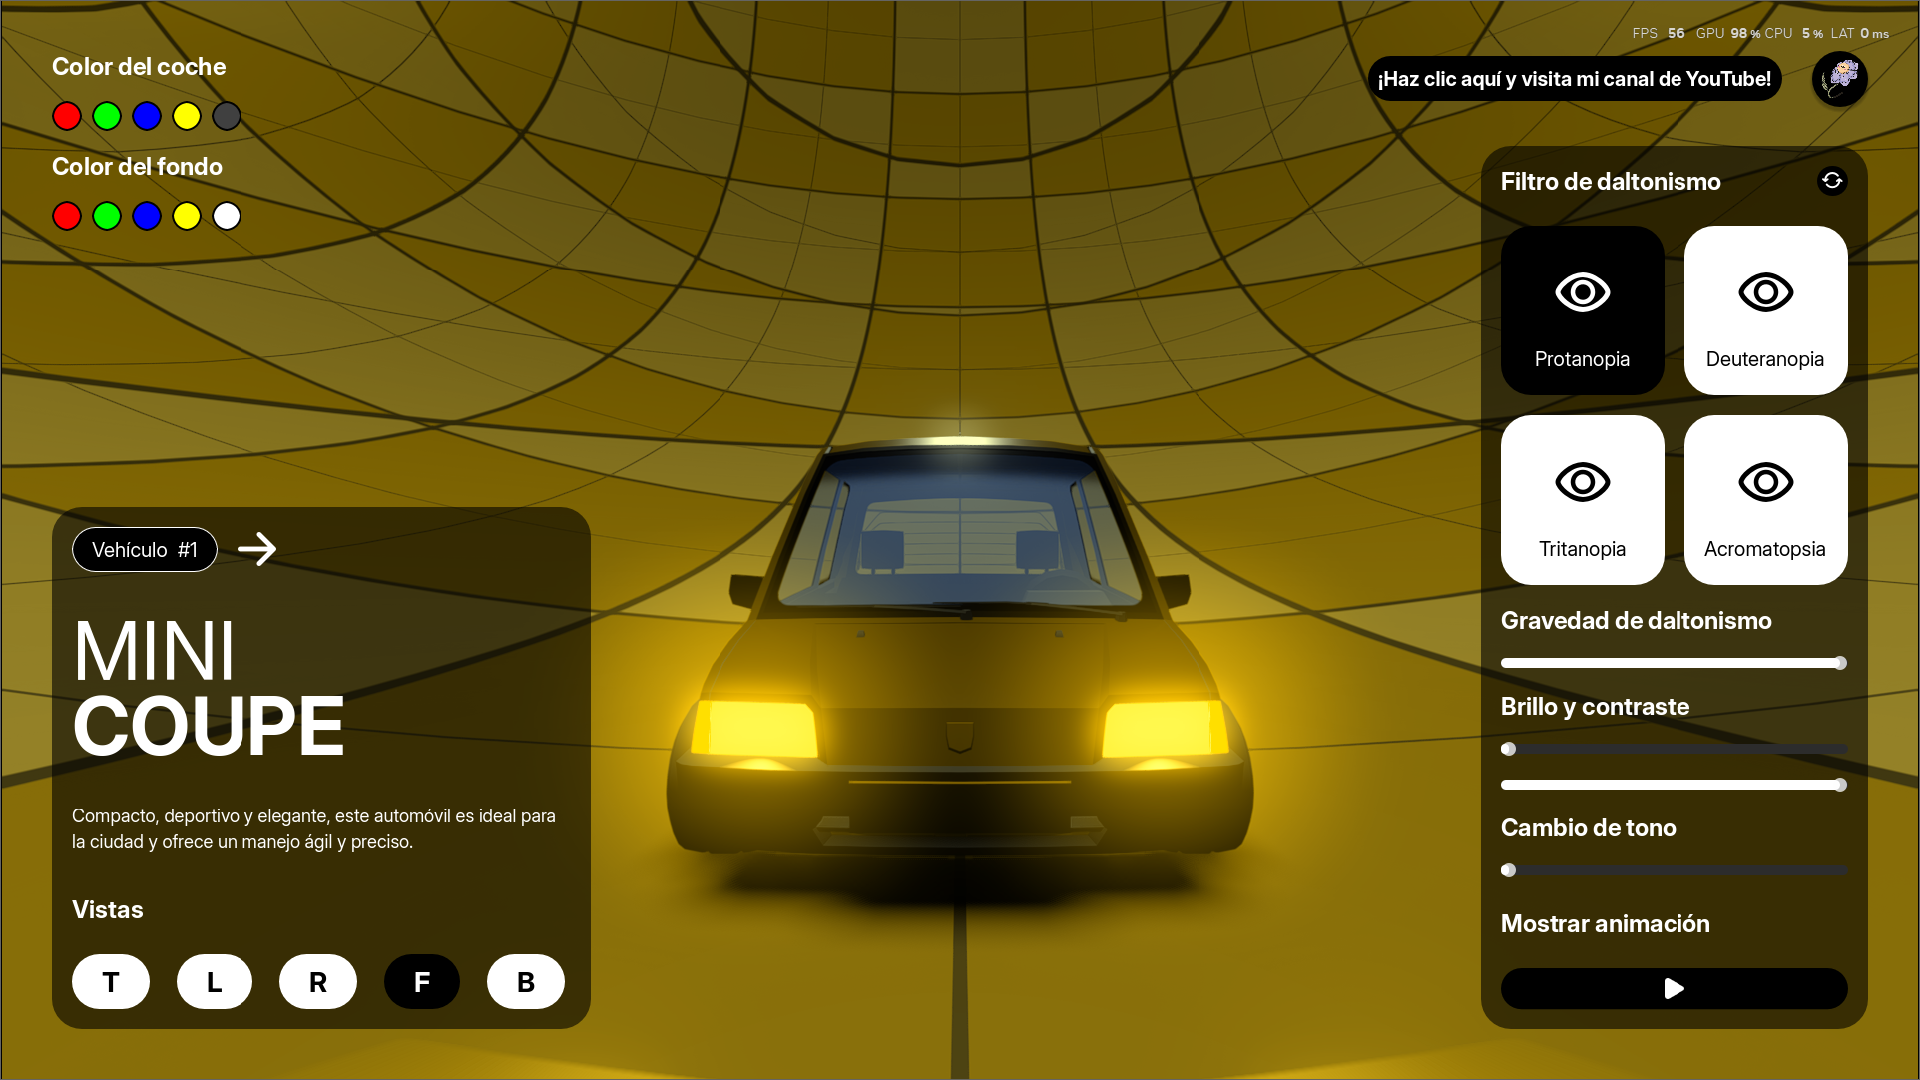 FPS 56 GPU 98 % CPU 5 % LAT 0 ms
Color del coche
¡Haz clic aquí y visita mi canal de YouTube!
Color del fondo
Filtro de daltonismo
Protanopia
Deuteranopia
Tritanopia
Acromatopsia
Gravedad de daltonismo
Brillo y contraste
Cambio de tono
Mostrar animación
Vehículo #1
MINI
COUPE
Compacto, deportivo y elegante, este automóvil es ideal para
la ciudad y ofrece un manejo ágil y preciso.
Vistas
T L R F B